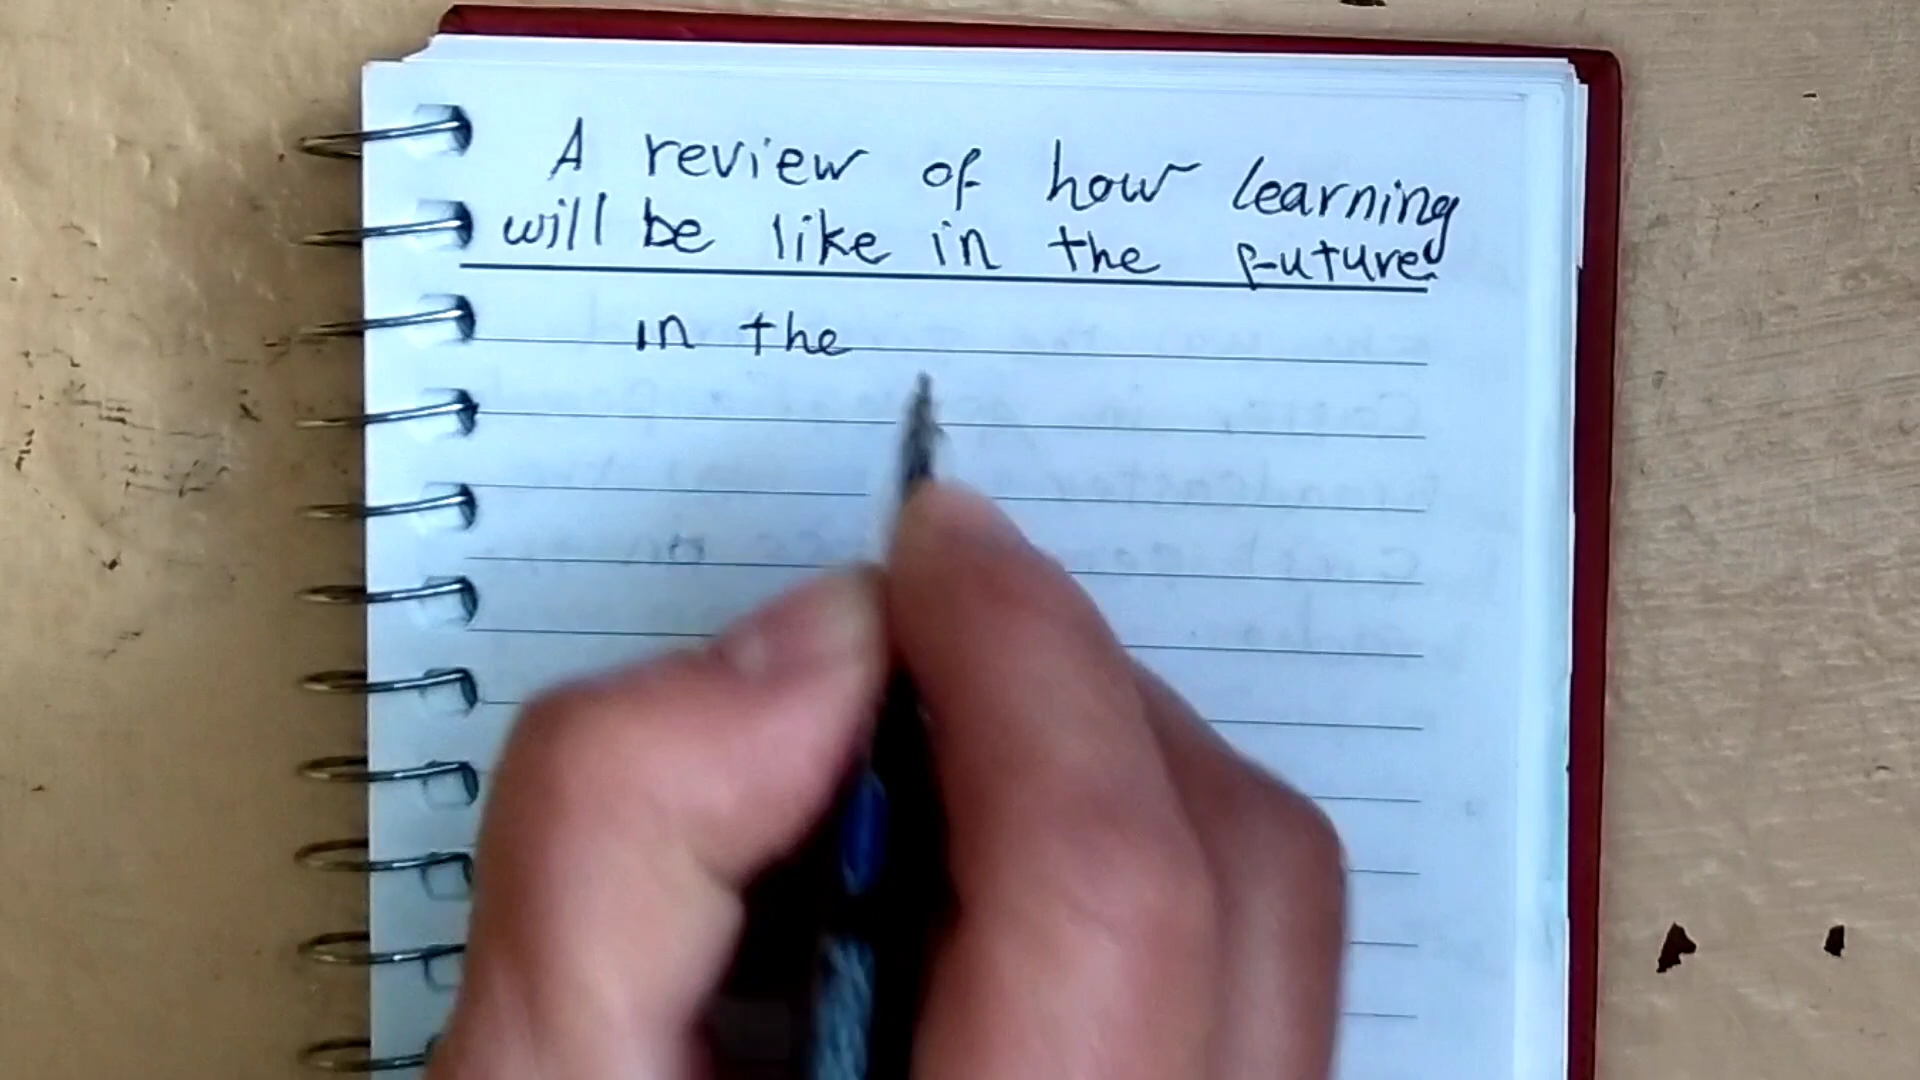 A review of how learning
will be like in the future
in the